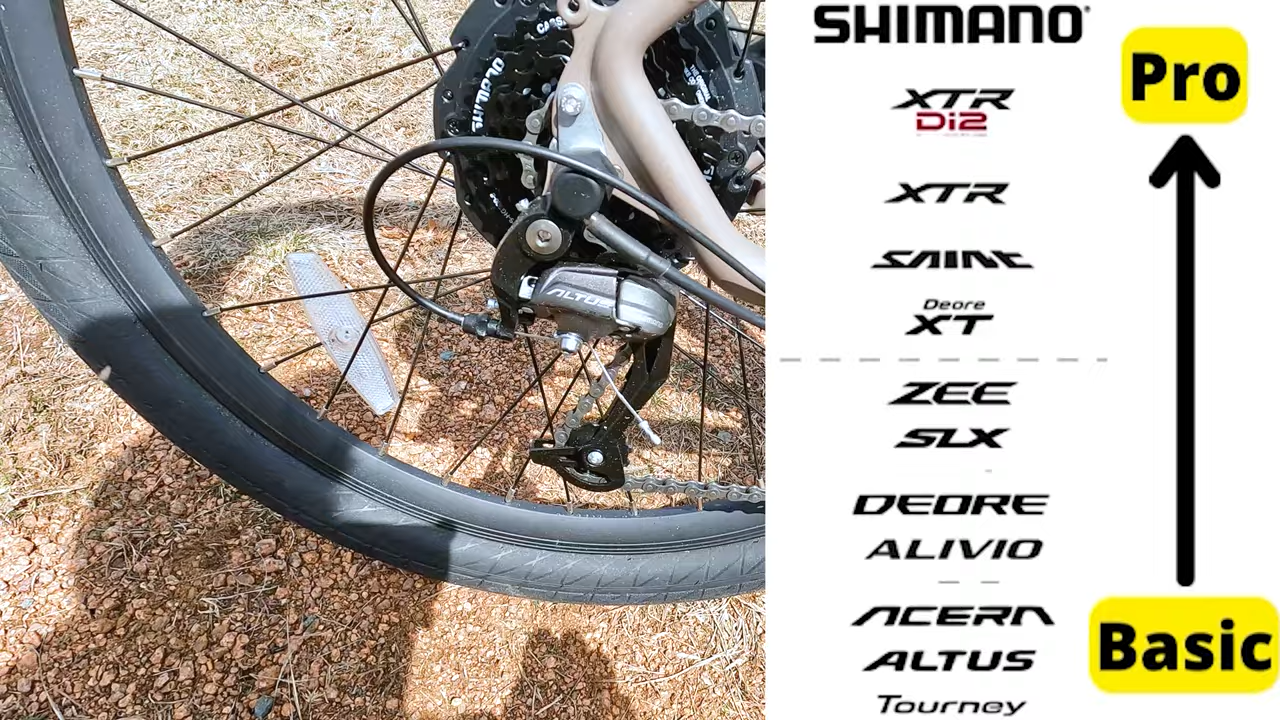 SHIMANO
ALTUS
SHIMANO
Pro
XTR
Di2
XTR
SAINT
Deore
XT
ZEE
SLX
DEORE
ALIVIO
ACERA
ALTUS
Tourney
Basic